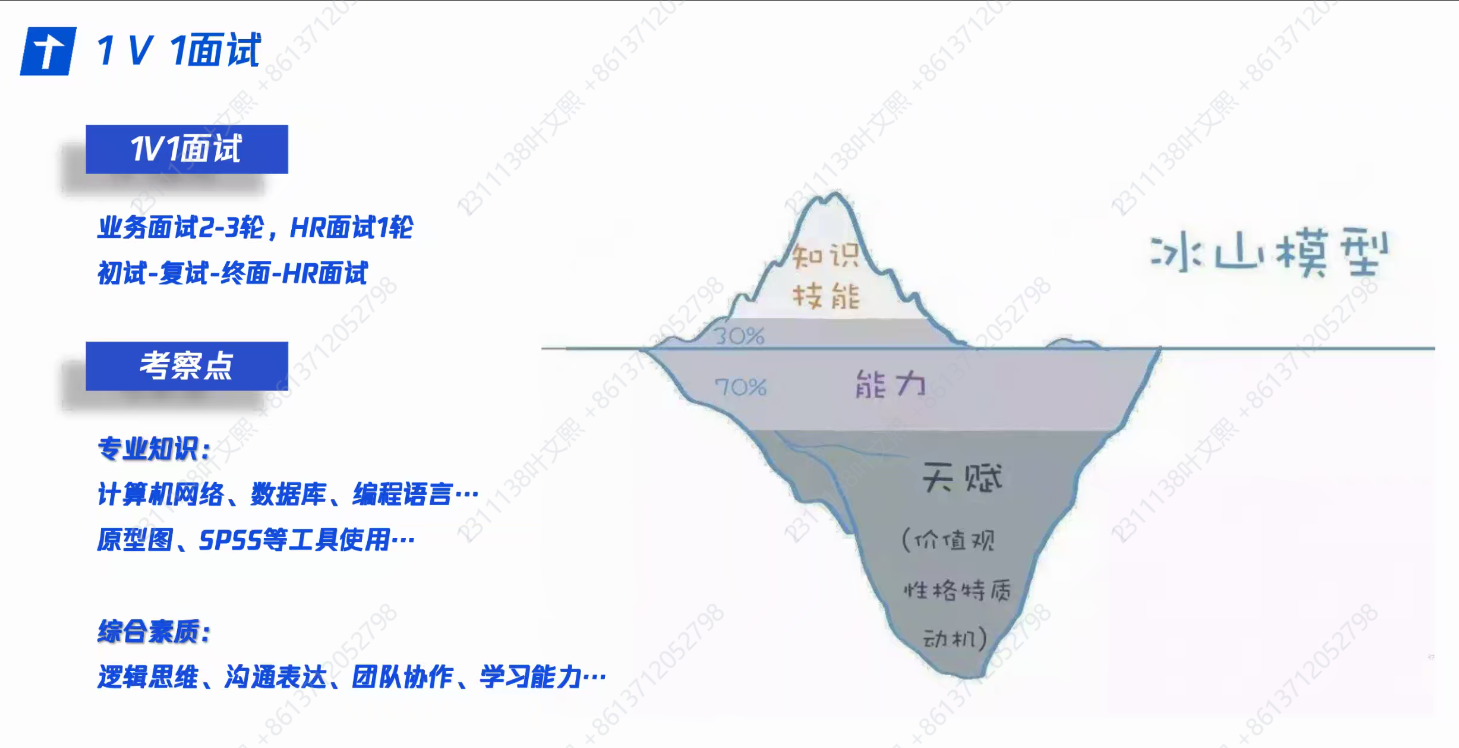 1 V 1面试
1V1面试
业务面试2-3轮，HR面试1轮
初试-复试-终面-HR面试
考察点
专业知识：
计算机网络、数据库、编程语言…
原型图、SPSS等工具使用…
综合素质：
逻辑思维、沟通表达、团队协作、学习能力…
冰山模型
知识
技能
30%
70%
能力
天赋
（价值观
性格特质
动机）
2311138叶文熙 +8613712052798